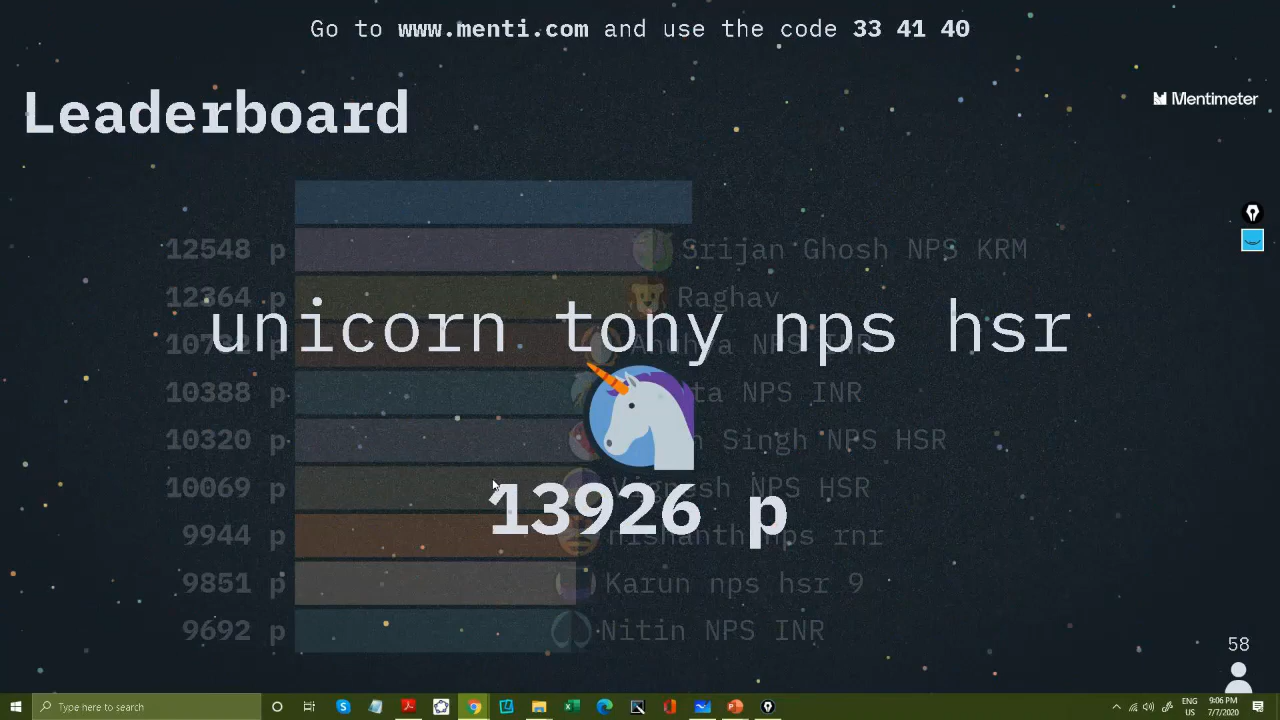 Go to www.menti.com and use the code 33 41 40
Leaderboard
Mentimeter
12548 p Srijan Ghosh NPS KRM
12364 p Raghav
unicorn tony nps hsr
NPS
10388 p NPS INR
10320 p Singh NPS HSR
10069 p NPS HSR
13926 p
9944 p nps rnr
9851 p Karun nps hsr 9
9692 p Nitin NPS INR
58
Type here to search
ENG
US
9:06 PM
7/7/2020